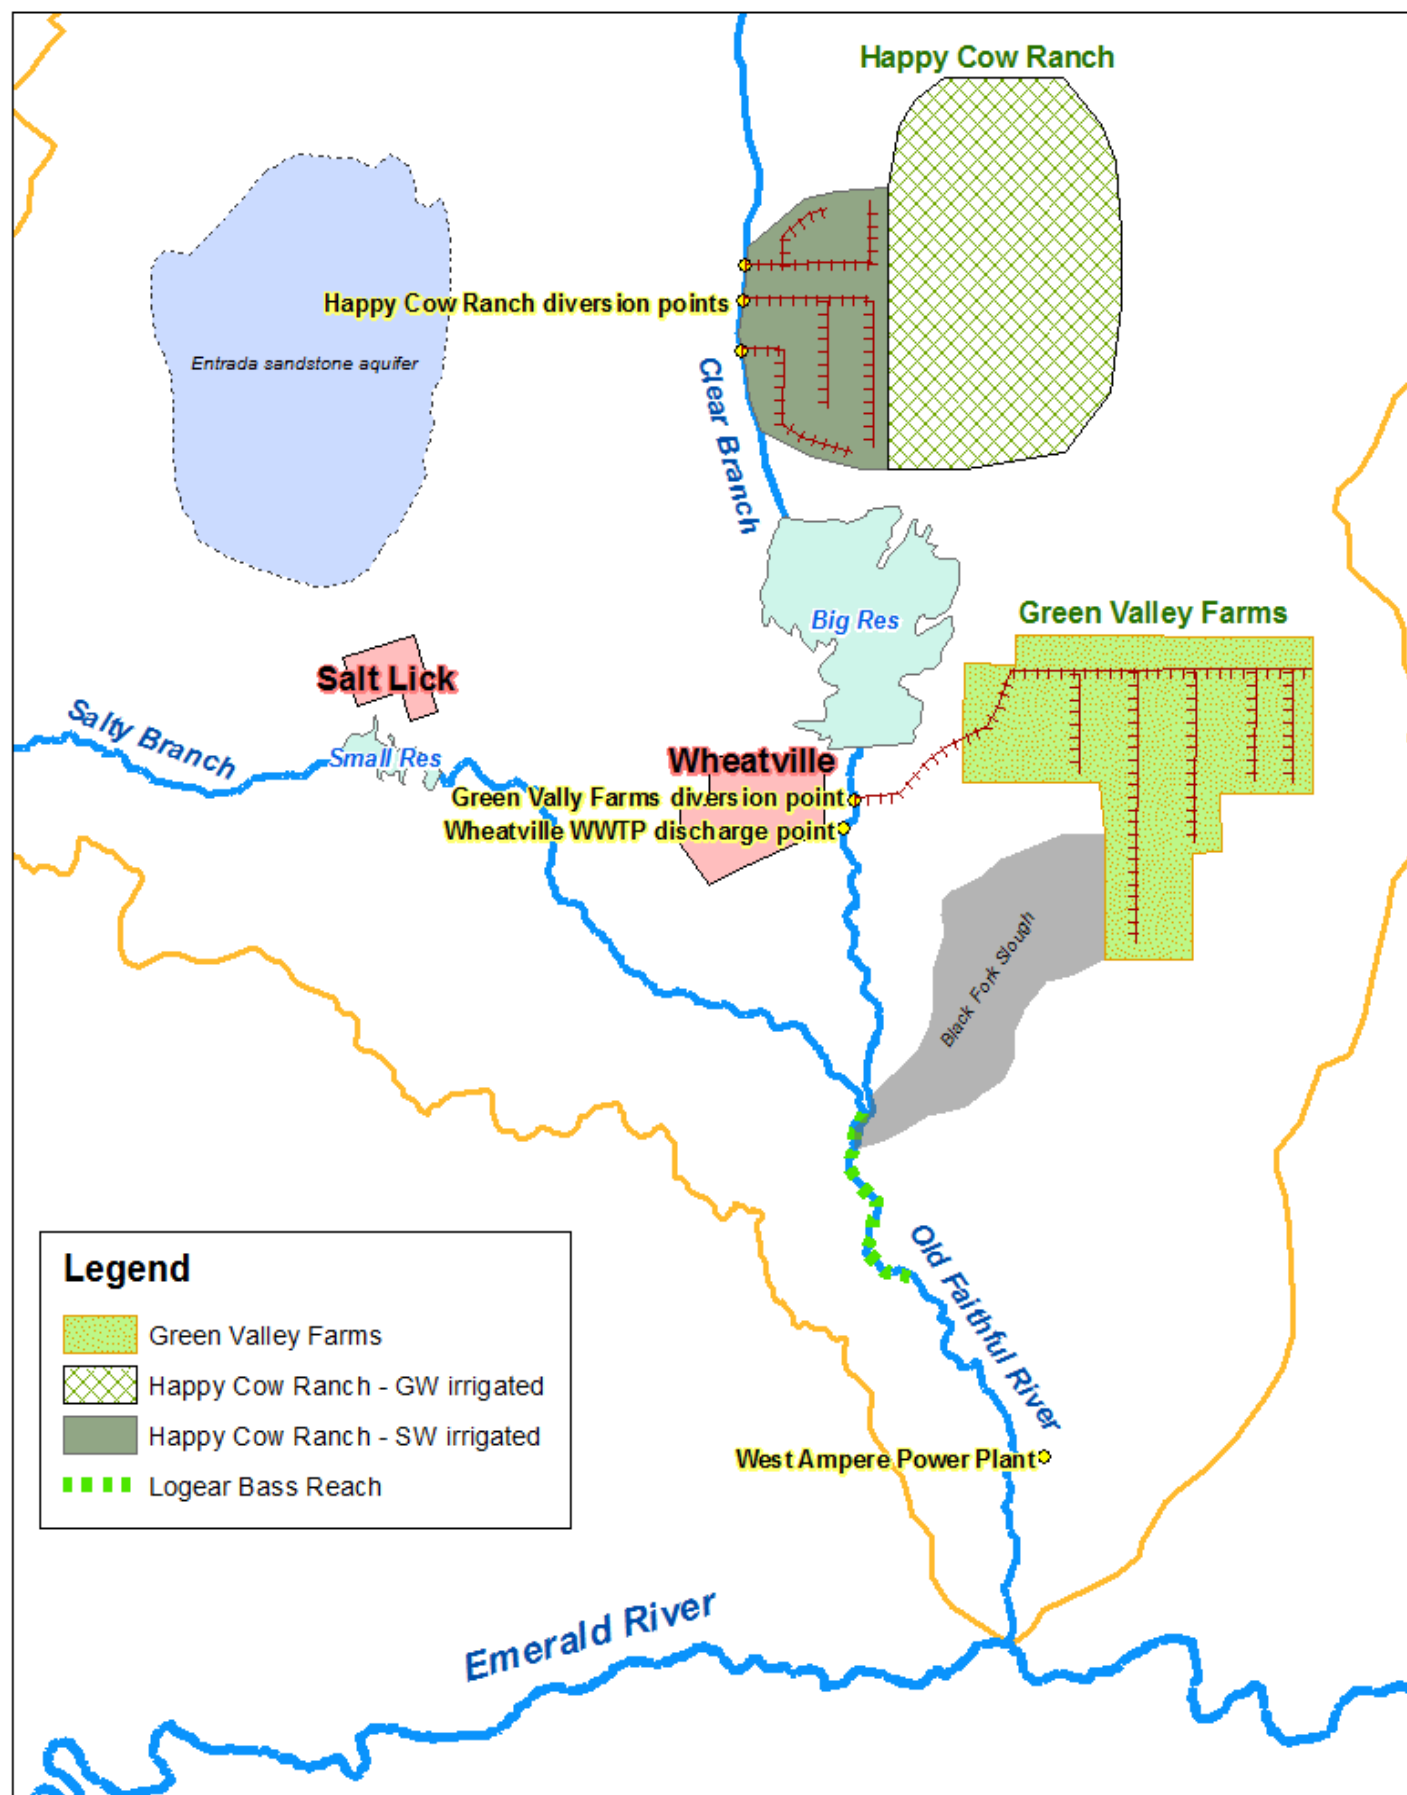 Happy Cow Ranch
Happy Cow Ranch diversion points
Entrada sandstone aquifer
Clear Branch
Big Res
Green Valley Farms
Salt Lick
Salty Branch
Small Res
Wheatville
Green Vally Farms diversion point
Wheatville WWTP discharge point
Black Fork Slough
Old Faithful River
West Ampere Power Plant
Emerald River
Legend
Green Valley Farms
Happy Cow Ranch - GW irrigated
Happy Cow Ranch - SW irrigated
Logear Bass Reach